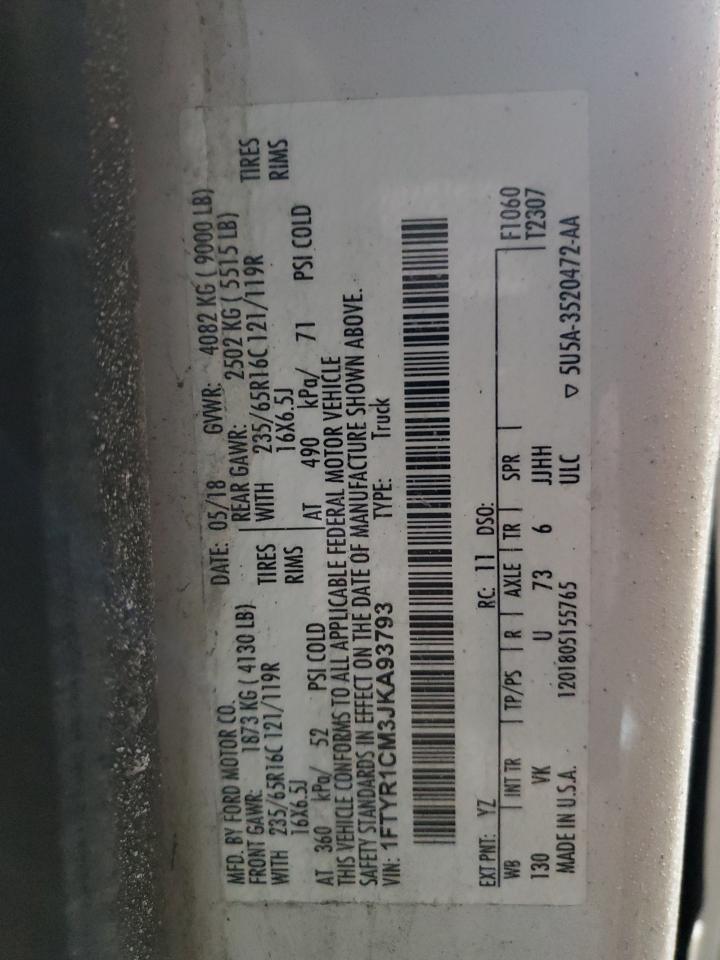 MFD. BY FORD MOTOR CO. DATE: 05/18 GVWR: 4082 KG ( 9000 LB)
FRONT GAWR: 1873 KG ( 4130 LB) REAR GAWR: 2502 KG ( 5515 LB)
WITH 235/65R16C 121/119R TIRES WITH 235/65R16C 121/119R TIRES
16X6.5J RIMS 16X6.5J RIMS
AT 360 kPa/ 52 PSI COLD AT 490 kPa/ 71 PSI COLD
THIS VEHICLE CONFORMS TO ALL APPLICABLE FEDERAL MOTOR VEHICLE
SAFETY STANDARDS IN EFFECT ON THE DATE OF MANUFACTURE SHOWN ABOVE.
VIN: 1FTYR1CM3JKA93793 TYPE: Truck
EXT PNT: YZ RC: 11 DSO:
WB INT TR TP/PS R AXLE TR SPR F1060
130 VK U 73 6 JJHH T2307
MADE IN U.S.A. 1201805155765 ULC ▽ 5U5A-3520472-AA